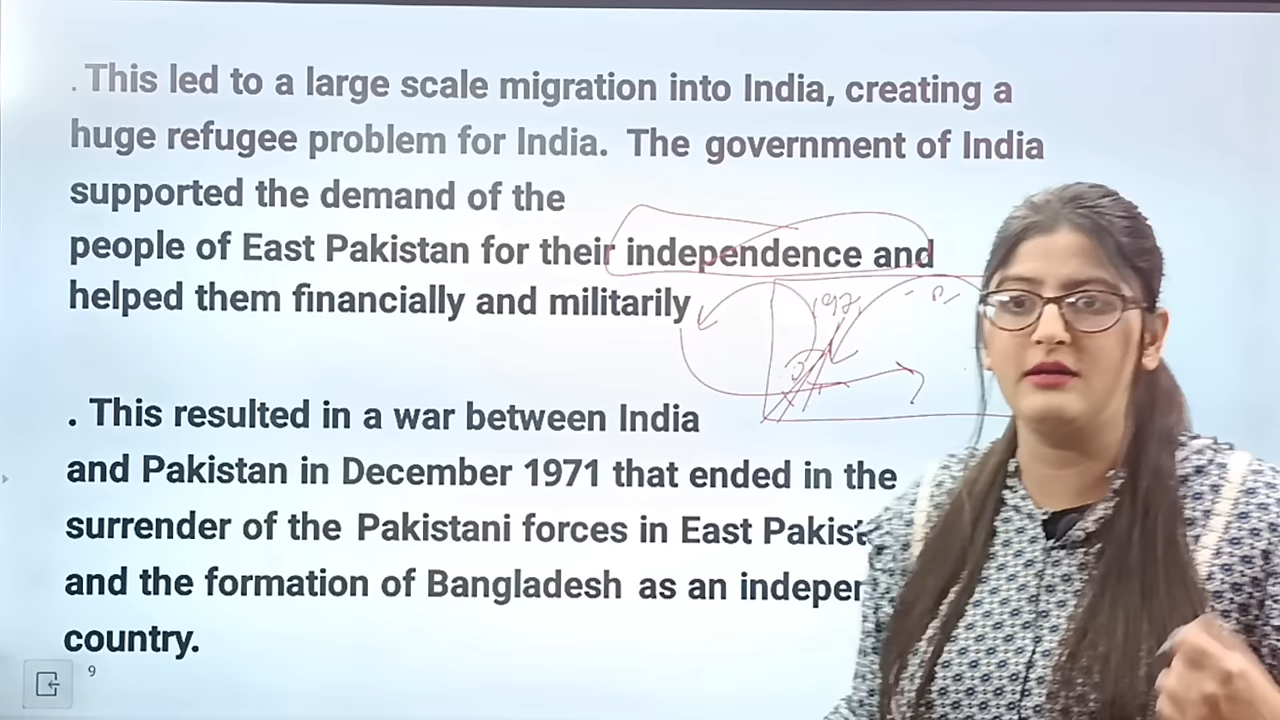 . This led to a large scale migration into India, creating a
huge refugee problem for India. The government of India
supported the demand of the
people of East Pakistan for their independence and
helped them financially and militarily
. This resulted in a war between India
and Pakistan in December 1971 that ended in the
surrender of the Pakistani forces in East Pakist
and the formation of Bangladesh as an indepen
country.
9